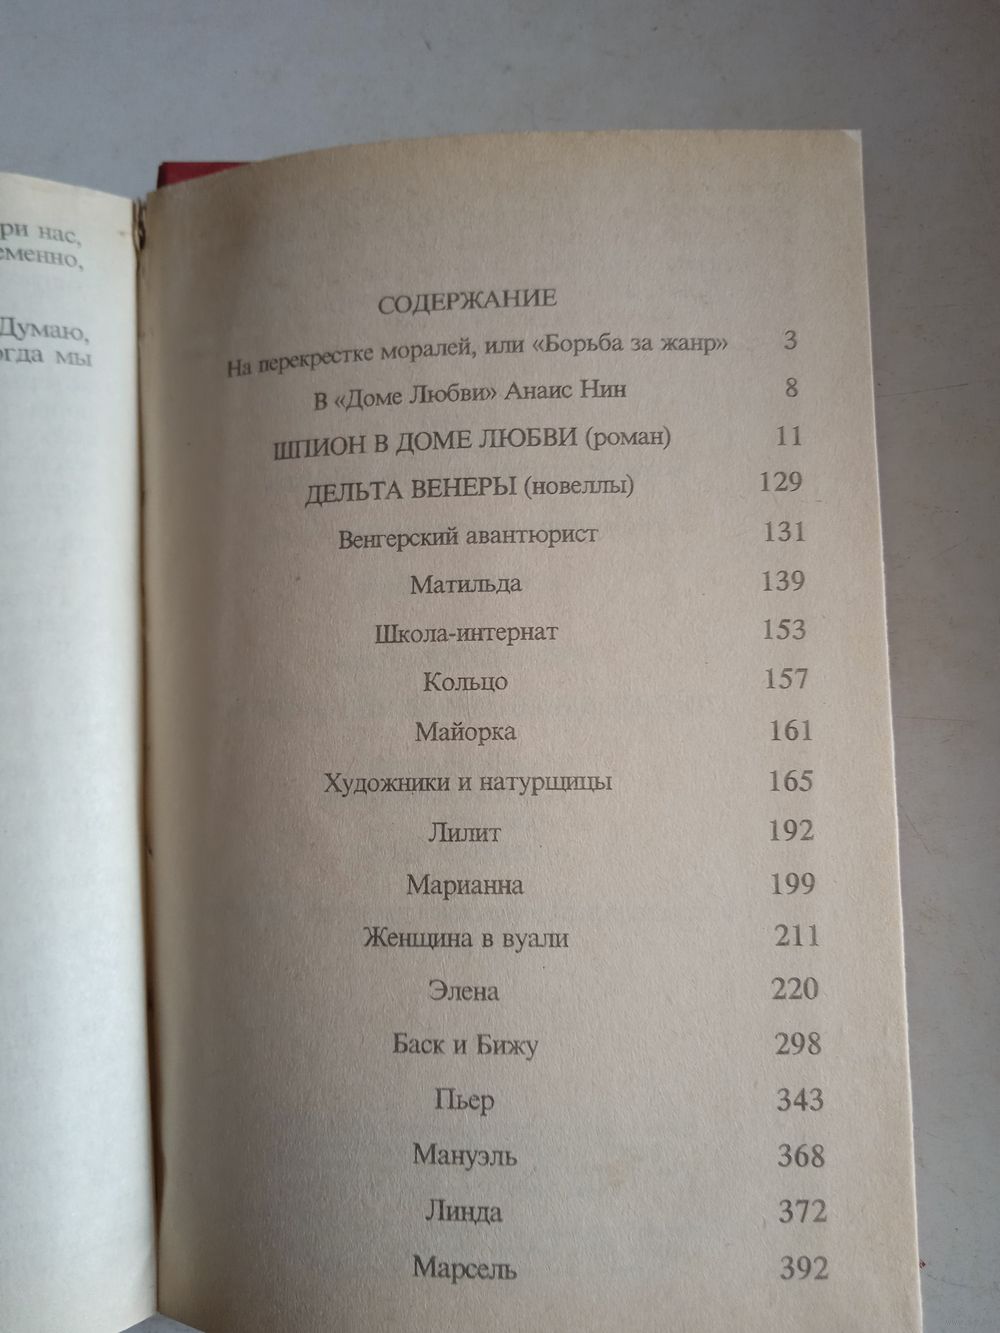 ри нас,
еменно,
Думаю,
огда мы
СОДЕРЖАНИЕ
На перекрестке моралей, или «Борьба за жанр» 3
В «Доме Любви» Анаис Нин 8
ШПИОН В ДОМЕ ЛЮБВИ (роман) 11
ДЕЛЬТА ВЕНЕРЫ (новеллы) 129
Венгерский авантюрист 131
Матильда 139
Школа-интернат 153
Кольцо 157
Майорка 161
Художники и натурщицы 165
Лилит 192
Марианна 199
Женщина в вуали 211
Элена 220
Баск и Бижу 298
Пьер 343
Мануэль 368
Линда 372
Марсель 392